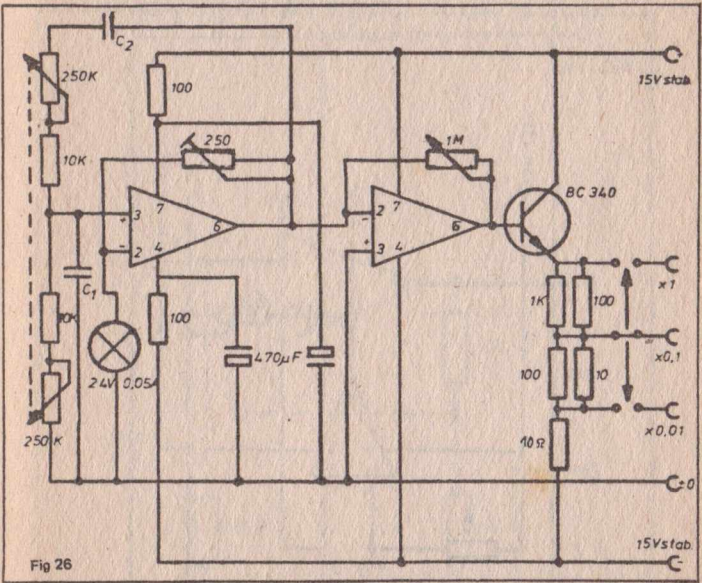 C2
250K
100
15V stab.
250
1M
10K
BC 340
3
7
+
6
-
2
4
2
7
-
+
6
3
4
x1
C1
1K
100
10K
100
470µF
x0,1
24V 0,05A
100
10
x0,01
250K
10Ω
±0
15Vstab.
Fig 26